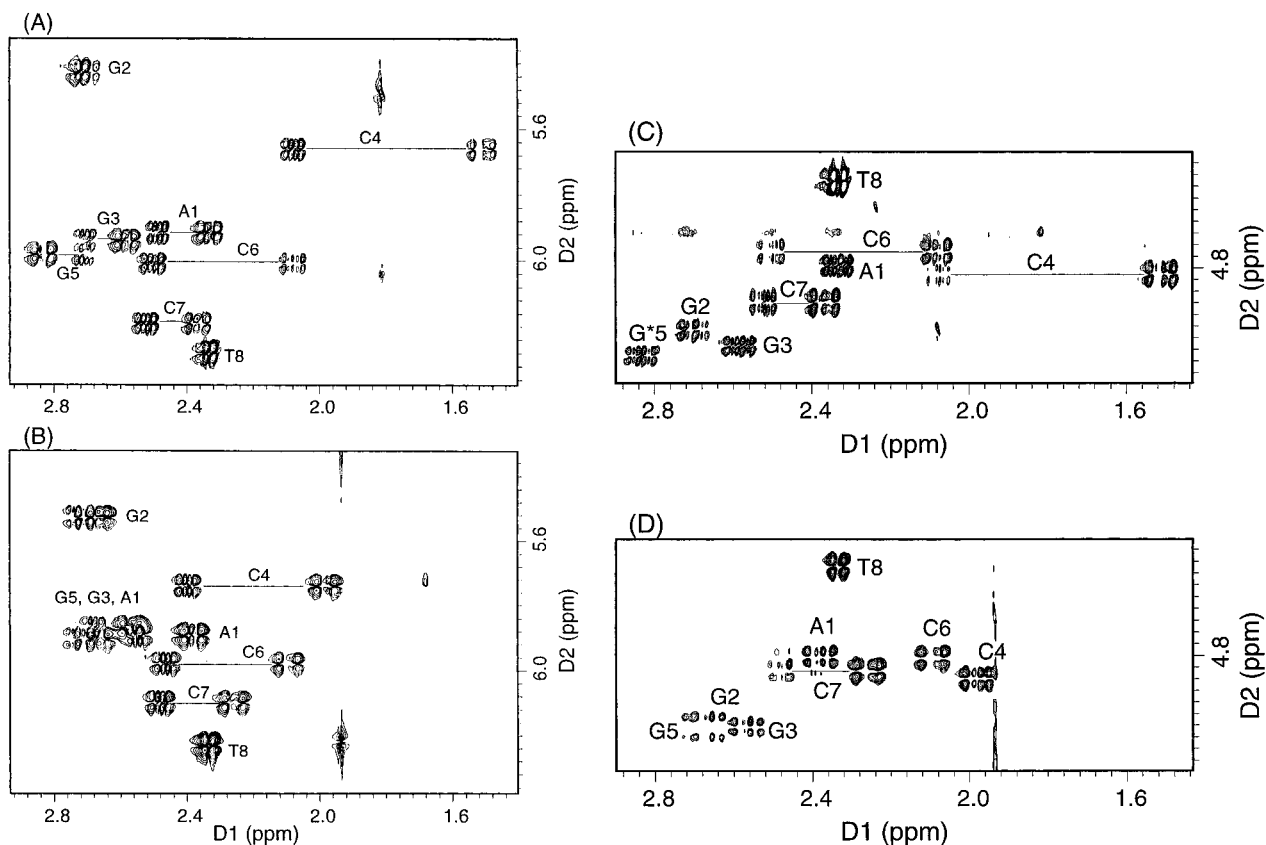 (A)
G2
C4
G3
A1
C6
G5
C7
T8
5.6
6.0
D2 (ppm)
2.8
2.4
2.0
1.6
(B)
G2
C4
G5, G3, A1
A1
C6
C7
T8
5.6
6.0
D2 (ppm)
2.8
2.4
2.0
1.6
D1 (ppm)
(C)
T8
C6
A1
C4
C7
G2
G*5
G3
4.8
D2 (ppm)
2.8
2.4
2.0
1.6
D1 (ppm)
(D)
T8
A1
C6
C4
C7
G2
G5
G3
4.8
D2 (ppm)
2.8
2.4
2.0
1.6
D1 (ppm)